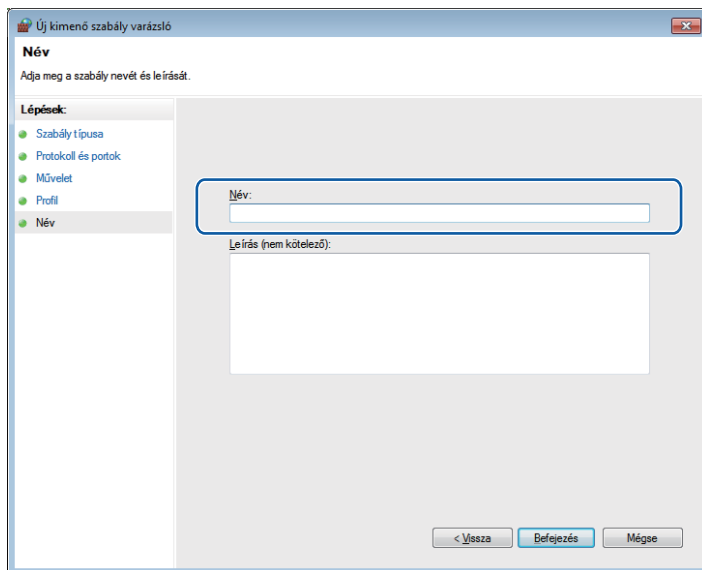 Új kimenő szabály varázsló
Név
Adja meg a szabály nevét és leírását.
Lépések:
Szabály típusa
Protokoll és portok
Művelet
Profil
Név
Név:
Leírás (nem kötelező):
< Vissza
Befejezés
Mégse